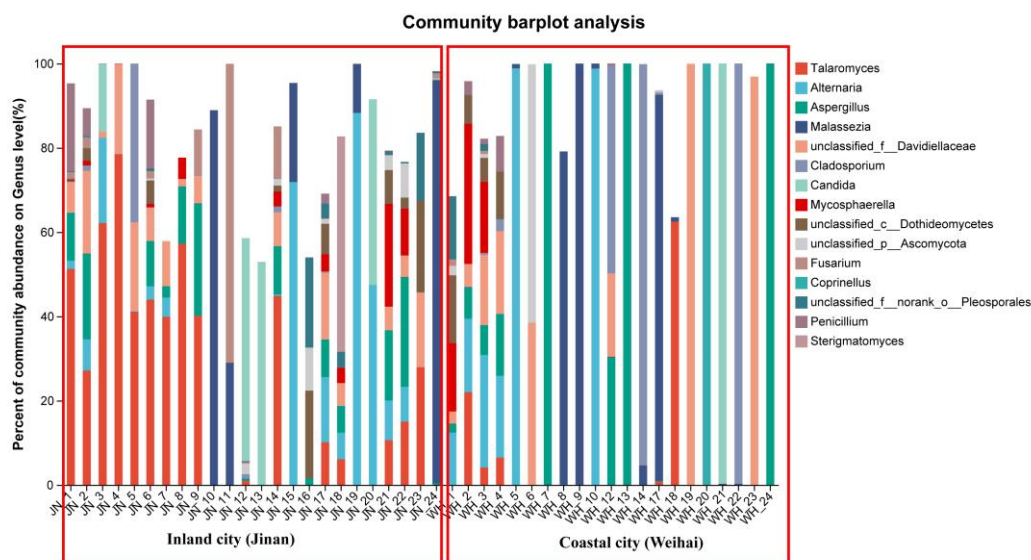 Community barplot analysis
Percent of community abundance on Genus level(%)
100
80
60
40
20
0
JN_1
JN_2
JN_3
JN_4
JN_5
JN_6
JN_7
JN_8
JN_9
JN_10
JN_11
JN_12
JN_13
JN_14
JN_15
JN_16
JN_17
JN_18
JN_19
JN_20
JN_21
JN_22
JN_23
JN_24
WH_1
WH_2
WH_3
WH_4
WH_5
WH_6
WH_7
WH_8
WH_9
WH_10
WH_12
WH_13
WH_14
WH_17
WH_18
WH_19
WH_20
WH_21
WH_22
WH_23
WH_24
Inland city (Jinan)
Coastal city (Weihai)
Talaromyces
Alternaria
Aspergillus
Malassezia
unclassified_f__Davidiellaceae
Cladosporium
Candida
Mycosphaerella
unclassified_c__Dothideomycetes
unclassified_p__Ascomycota
Fusarium
Coprinellus
unclassified_f__norank_o__Pleosporales
Penicillium
Sterigmatomyces